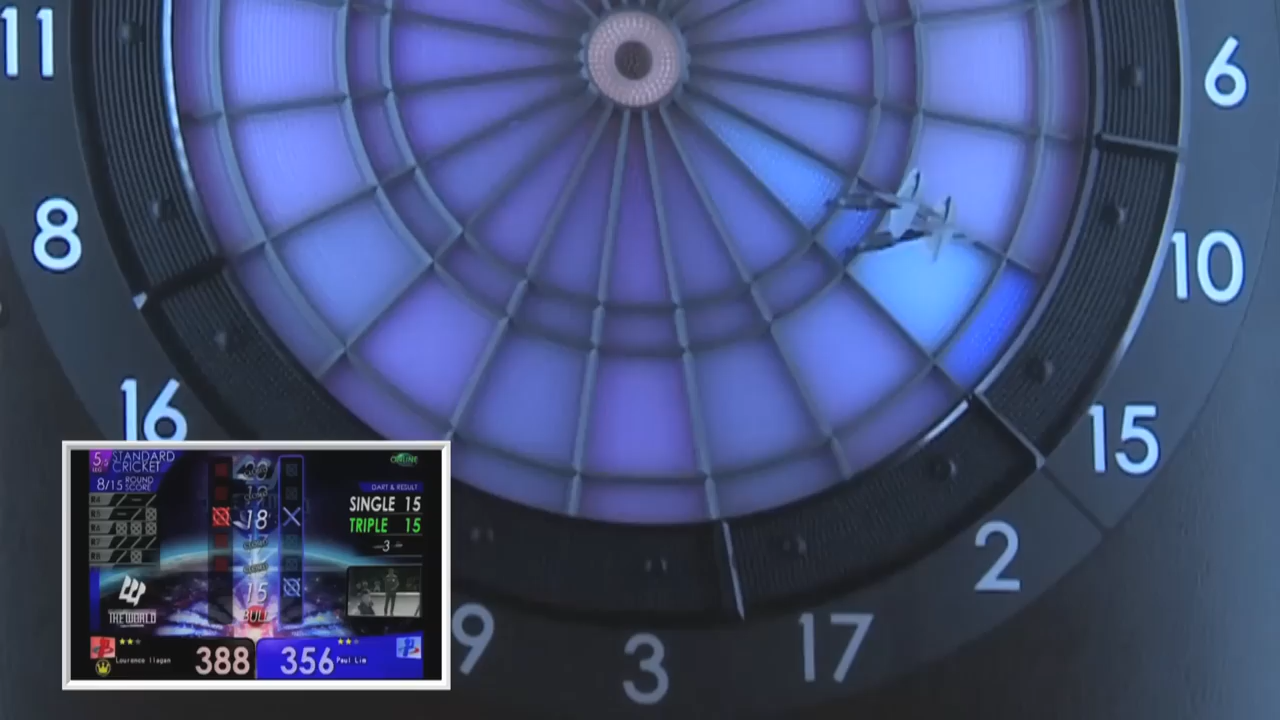 11
6
8
10
16
15
2
9
3
17
5
STANDARD
CRICKET
8/15 ROUND
SCORE
ONLINE
DART & RESULT
SINGLE 15
TRIPLE 15
3
18
15
BULL
THE WORLD
388
356
Lourence Ilagan
Paul Lim